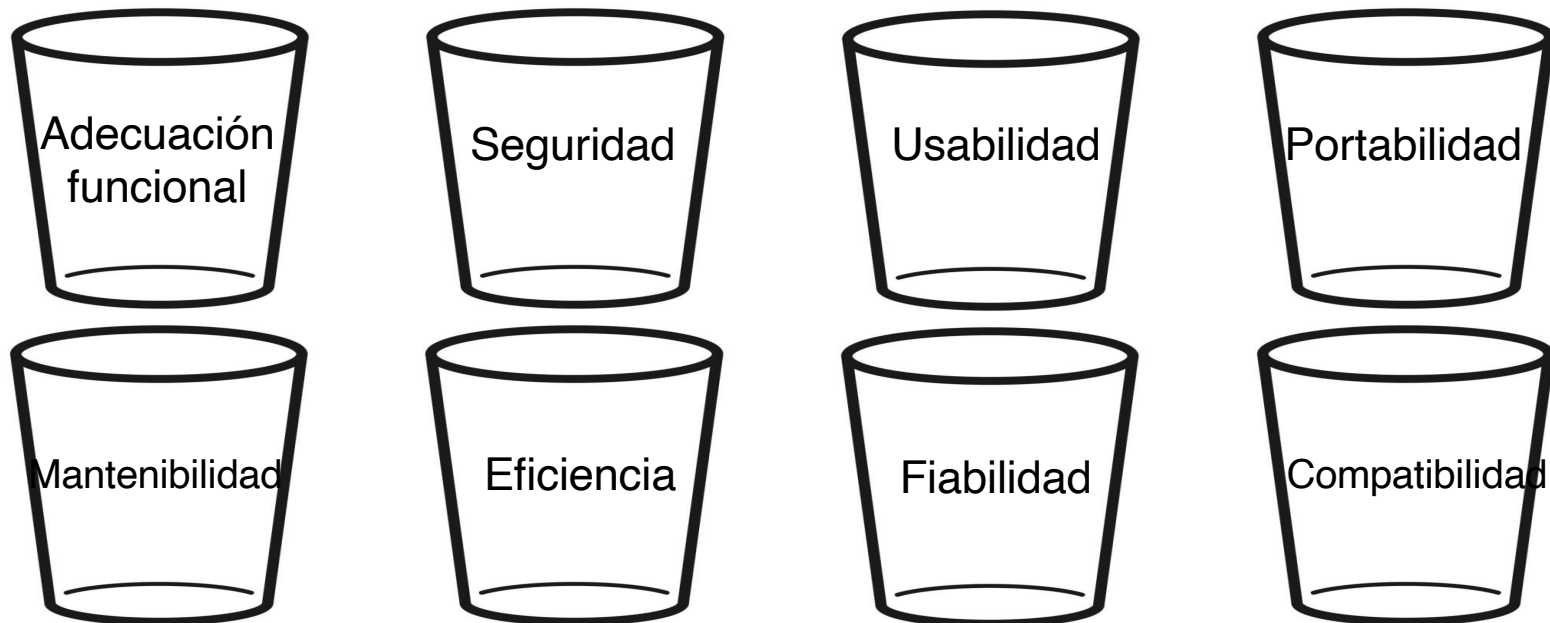 Adecuación
funcional
Seguridad
Usabilidad
Portabilidad
Mantenibilidad
Eficiencia
Fiabilidad
Compatibilidad